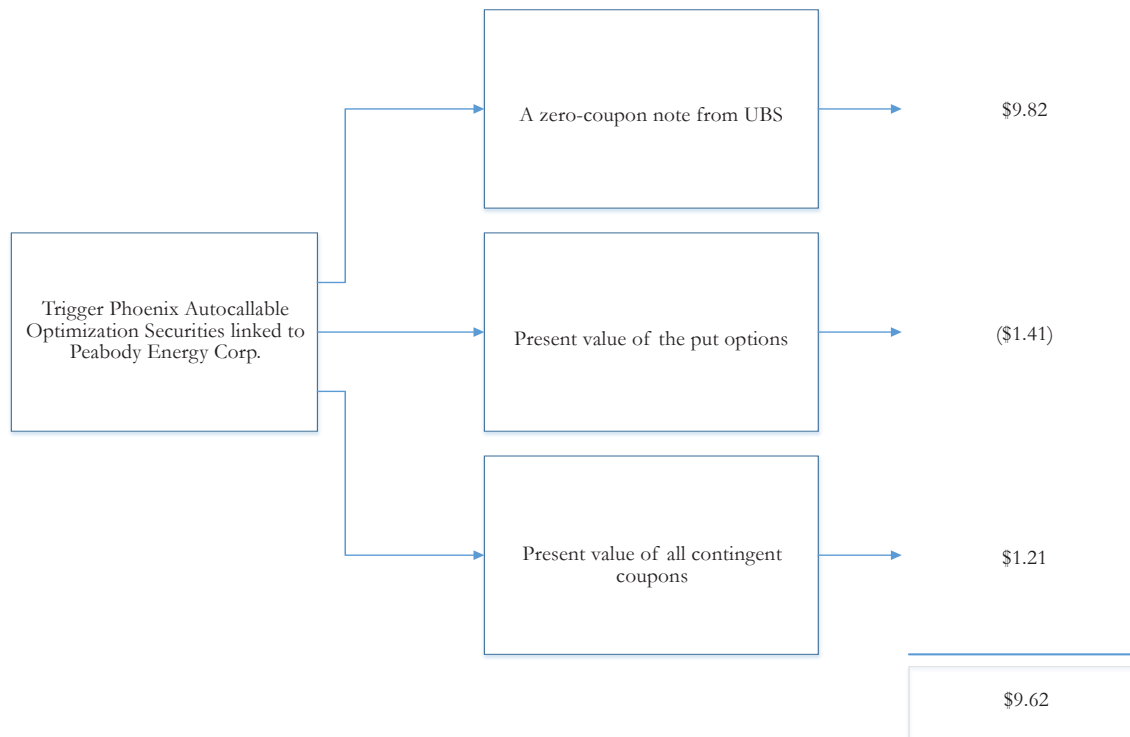 A zero-coupon note from UBS
$9.82
Trigger Phoenix Autocallable
Optimization Securities linked to
Peabody Energy Corp.
Present value of the put options
($1.41)
Present value of all contingent
coupons
$1.21
$9.62